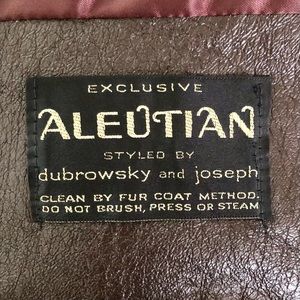 EXCLUSIVE
ALEUTIAN
STYLED BY
dubrowsky and joseph
CLEAN BY FUR COAT METHOD.
DO NOT BRUSH, PRESS OR STEAM